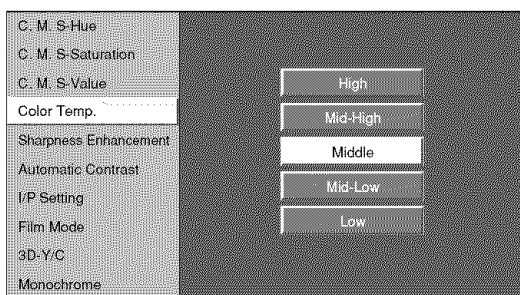 C. M. S-Hue
C. M. S-Saturation
C. M. S-Value
Color Temp.
Sharpness Enhancement
Automatic Contrast
I/P Setting
Film Mode
3D-Y/C
Monochrome
High
Mid-High
Middle
Mid-Low
Low